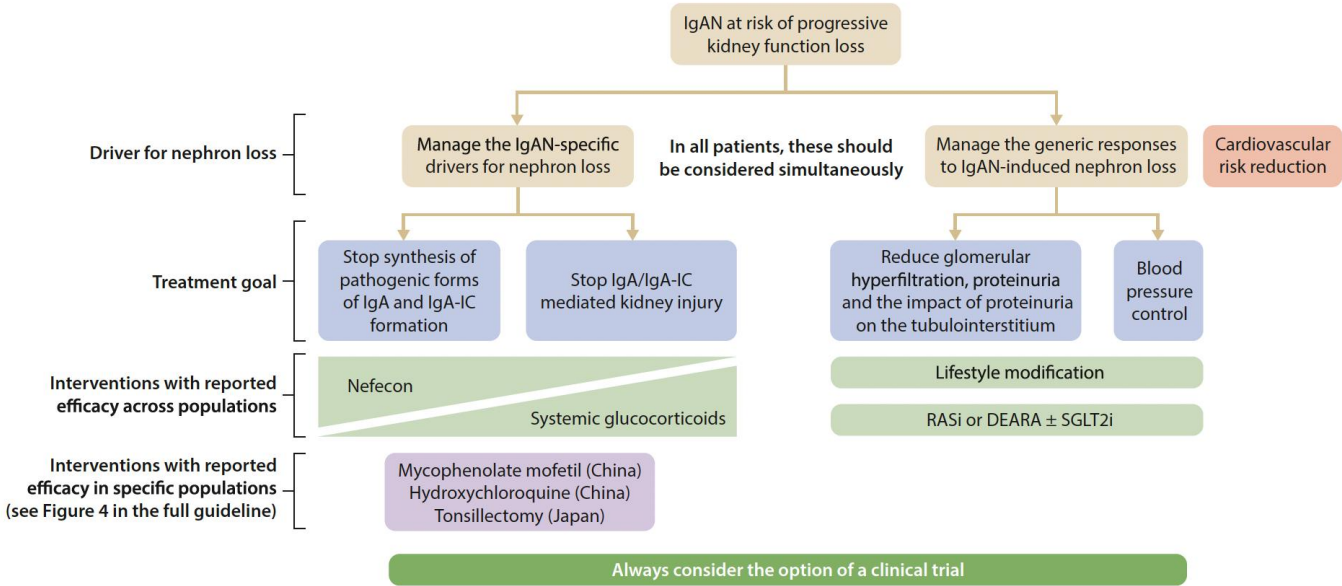 IgAN at risk of progressive
kidney function loss
Driver for nephron loss
Manage the IgAN-specific
drivers for nephron loss
In all patients, these should
be considered simultaneously
Manage the generic responses
to IgAN-induced nephron loss
Cardiovascular
risk reduction
Treatment goal
Stop synthesis of
pathogenic forms
of IgA and IgA-IC
formation
Stop IgA/IgA-IC
mediated kidney injury
Reduce glomerular
hyperfiltration, proteinuria
and the impact of proteinuria
on the tubulointerstitium
Blood
pressure
control
Interventions with reported
efficacy across populations
Nefecon
Systemic glucocorticoids
Lifestyle modification
RASi or DEARA ± SGLT2i
Interventions with reported
efficacy in specific populations
(see Figure 4 in the full guideline)
Mycophenolate mofetil (China)
Hydroxychloroquine (China)
Tonsillectomy (Japan)
Always consider the option of a clinical trial